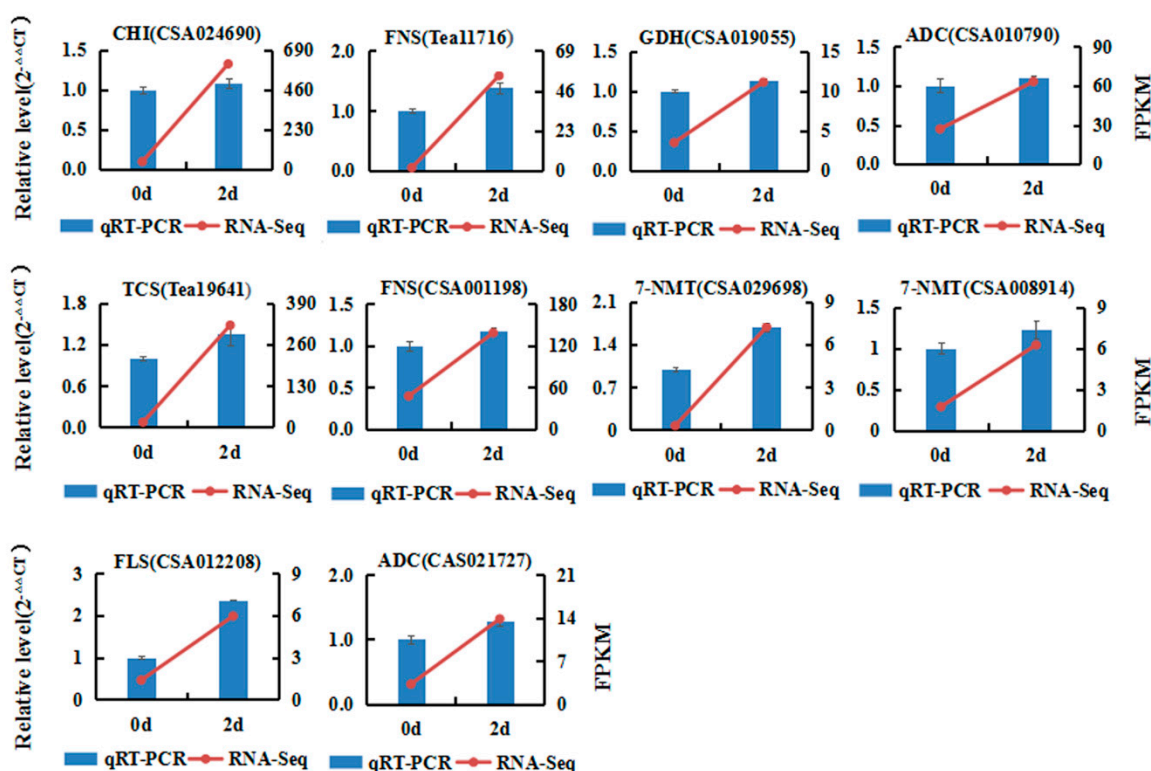 CHI(CSA024690) FNS(Tea11716) GDH(CSA019055) ADC(CSA010790)
Relative level(2-ΔΔCT) FPKM
1.5 690 2.0 69 1.5 15 1.5 90
1.0 460 46 1.0 10 1.0 60
1.0
0.5 230 23 0.5 5 0.5 30
0.0 0 0.0 0 0.0 0 0.0 0
0d 2d 0d 2d 0d 2d 0d 2d
qRT-PCR RNA-Seq qRT-PCR RNA-Seq qRT-PCR RNA-Seq qRT-PCR RNA-Seq
TCS(Tea19641) FNS(CSA001198) 7-NMT(CSA029698) 7-NMT(CSA008914)
Relative level(2-ΔΔCT) FPKM
1.8 390 1.5 180 2.1 9 1.5 9
1.2 260 1.0 120 1.4 6 1 6
0.6 130 0.5 60 0.7 3 0.5 3
0.0 0 0.0 0 0 0 0 0
0d 2d 0d 2d 0d 2d 0d 2d
qRT-PCR RNA-Seq qRT-PCR RNA-Seq qRT-PCR RNA-Seq qRT-PCR RNA-Seq
FLS(CSA012208) ADC(CAS021727)
Relative level(2-ΔΔCT) FPKM
3 9 2.0 21
2 6 14
1.0
1 3 7
0 0 0.0 0
0d 2d 0d 2d
qRT-PCR RNA-Seq qRT-PCR RNA-Seq